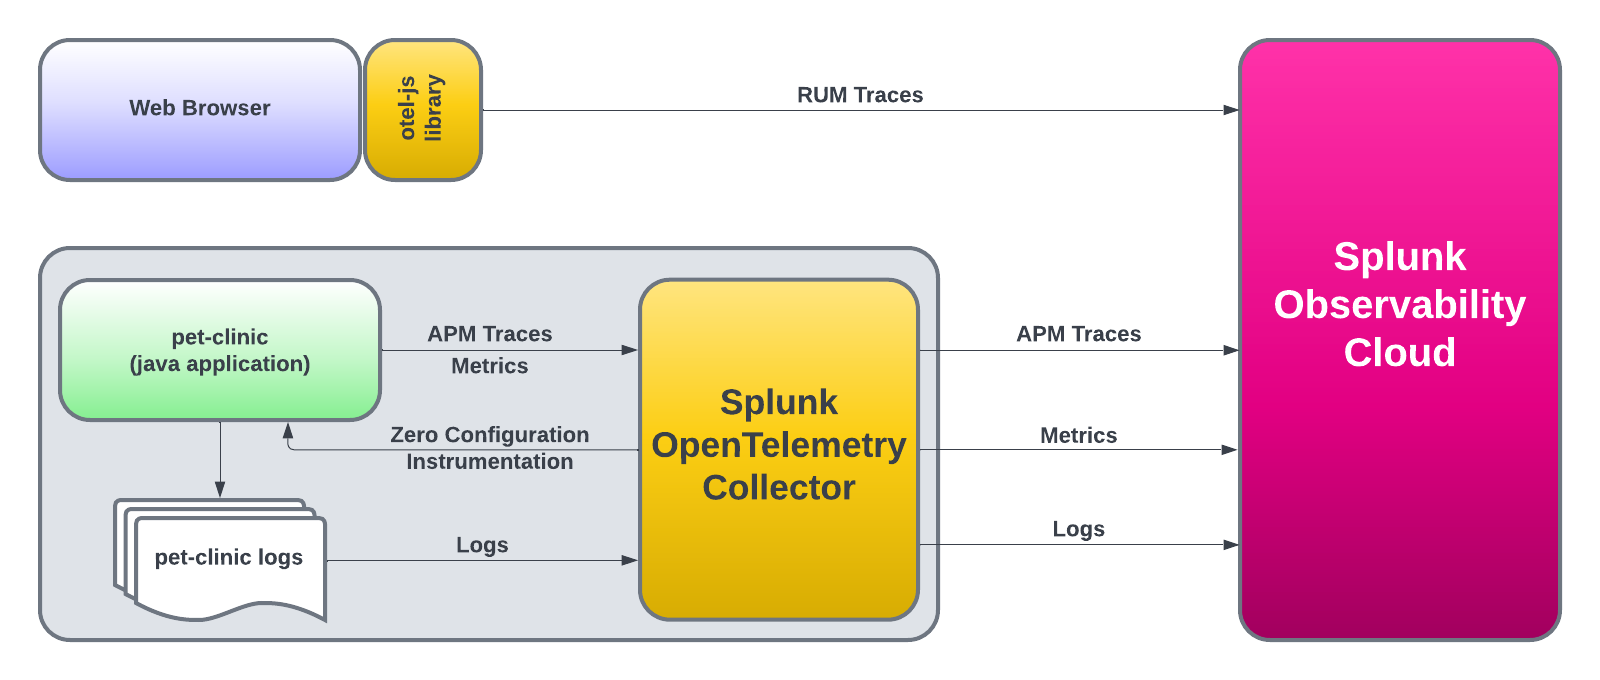 Web Browser
otel-js
library
RUM Traces
Splunk
Observability
Cloud
pet-clinic
(java application)
APM Traces
Metrics
Zero Configuration
Instrumentation
Splunk
OpenTelemetry
Collector
APM Traces
Metrics
Logs
pet-clinic logs
Logs